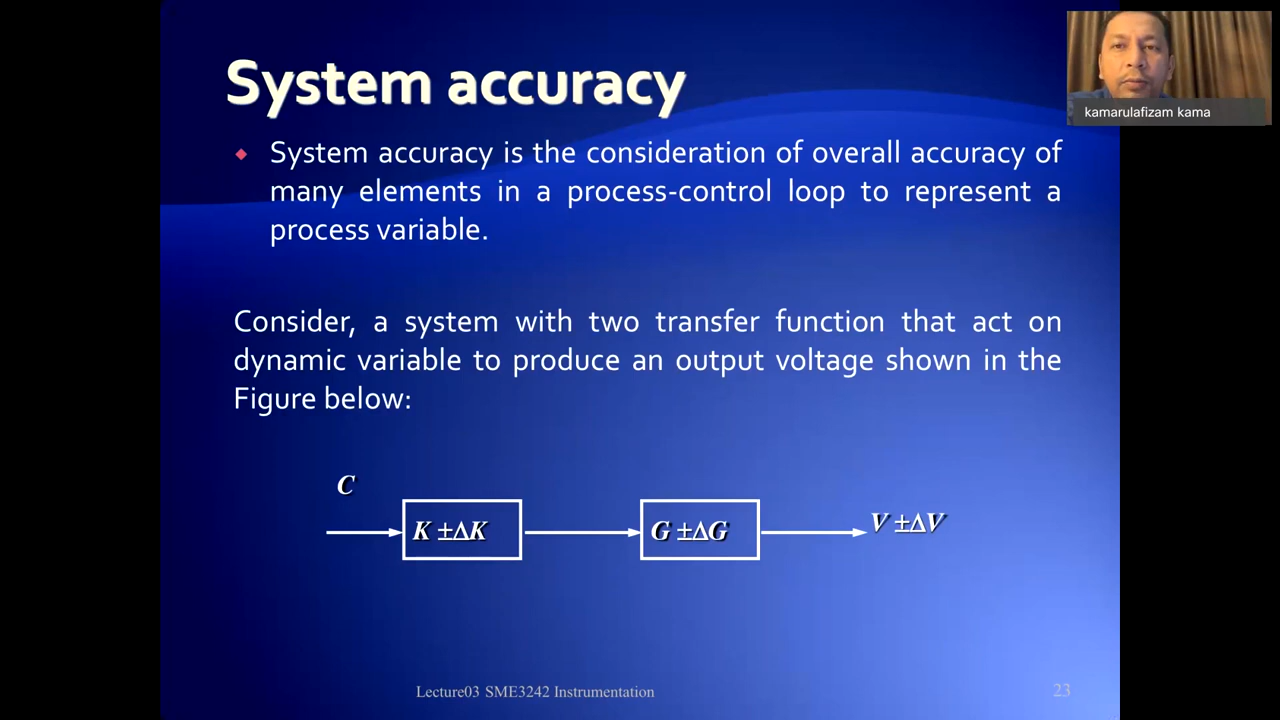 System accuracy
kamarulafizam kama
System accuracy is the consideration of overall accuracy of
many elements in a process-control loop to represent a
process variable.
Consider, a system with two transfer function that act on
dynamic variable to produce an output voltage shown in the
Figure below:
C
K ±ΔK
G ±ΔG
V ±ΔV
Lecture03 SME3242 Instrumentation
23